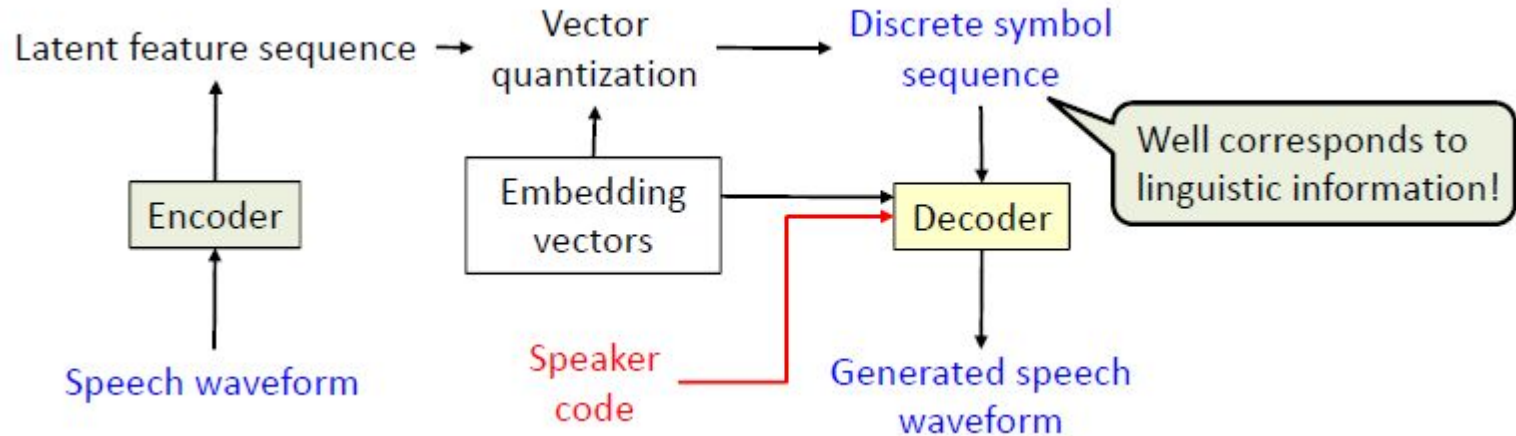 Latent feature sequence
Vector
quantization
Discrete symbol
sequence
Well corresponds to
linguistic information!
Encoder
Embedding
vectors
Decoder
Speech waveform
Speaker
code
Generated speech
waveform